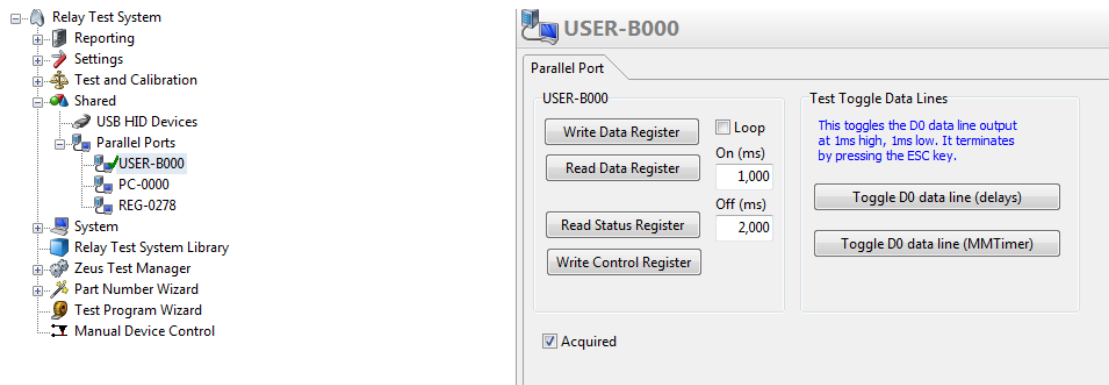 Relay Test System
Reporting
Settings
Test and Calibration
Shared
USB HID Devices
Parallel Ports
USER-B000
PC-0000
REG-0278
System
Relay Test System Library
Zeus Test Manager
Part Number Wizard
Test Program Wizard
Manual Device Control
USER-B000
Parallel Port
USER-B000
Write Data Register
Loop
On (ms)
Read Data Register
1,000
Off (ms)
Read Status Register
2,000
Write Control Register
Test Toggle Data Lines
This toggles the D0 data line output
at 1ms high, 1ms low. It terminates
by pressing the ESC key.
Toggle D0 data line (delays)
Toggle D0 data line (MMTimer)
Acquired